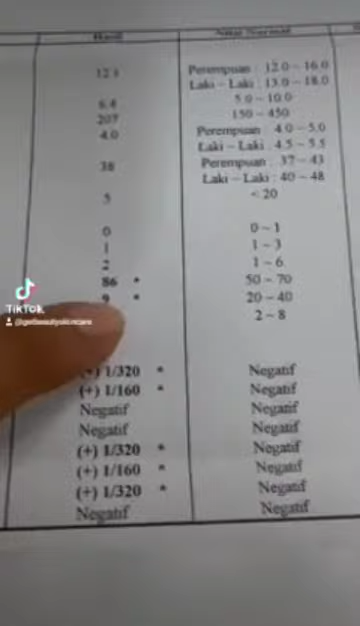 Hasil Nilai Normal
Perempuan : 12.0 – 16.0
12.1
Laki – Laki : 13.0 – 18.0
6.4 5.0 – 10.0
207 150 – 450
4.0 Perempuan : 4.0 – 5.0
Laki – Laki : 4.5 – 5.5
38 Perempuan : 37 – 43
Laki – Laki : 40 – 48
5 < 20
0 0 – 1
1 1 – 3
2 1 – 6
86 * 50 – 70
9 * 20 – 40
2 – 8
TikTok
(+) 1/320 * Negatif
(+) 1/160 * Negatif
Negatif Negatif
Negatif Negatif
(+) 1/320 * Negatif
(+) 1/160 * Negatif
(+) 1/320 * Negatif
Negatif Negatif